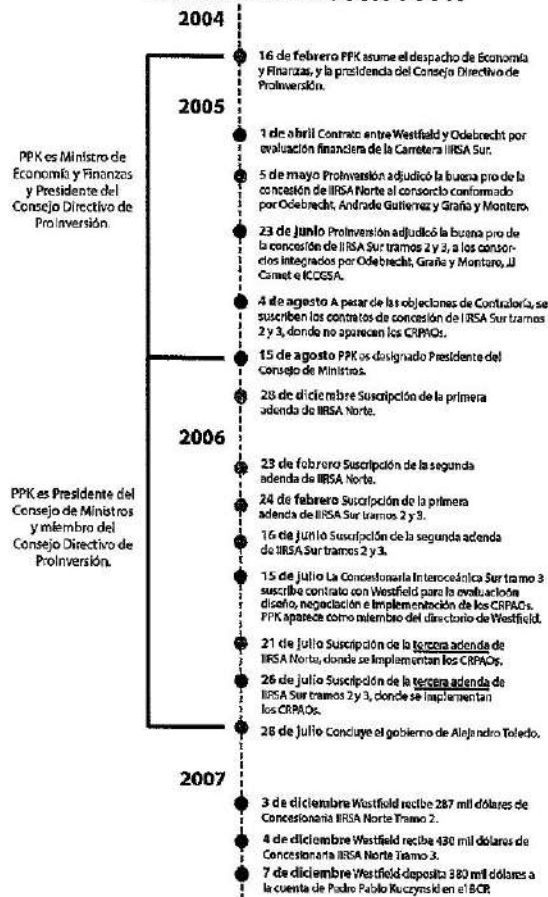 2004
16 de febrero PPK asume el despacho de Economía
y Finanzas, y la presidencia del Consejo Directivo de
ProInversión.
2005
1 de abril Contrato entre Westfield y Odebrecht por
evaluación financiera de la Carretera IIRSA Sur.
PPK es Ministro de
Economía y Finanzas
y Presidente del
Consejo Directivo de
ProInversión.
5 de mayo ProInversión adjudicó la buena pro de la
concesión de IIRSA Norte al consorcio conformado
por Odebrecht, Andrade Gutierrez y Graña y Montero.
23 de junio ProInversión adjudicó la buena pro de
la concesión de IIRSA Sur tramos 2 y 3, a los consor-
cios integrados por Odebrecht, Graña y Montero, JJ
Camet e ICCGSA.
4 de agosto A pesar de las objeciones de Contraloría, se
suscriben los contratos de concesión de IIRSA Sur tramos
2 y 3, donde no aparecen los CRPAOs.
15 de agosto PPK es designado Presidente del
Consejo de Ministros.
28 de diciembre Suscripción de la primera
adenda de IIRSA Norte.
2006
23 de febrero Suscripción de la segunda
adenda de IIRSA Norte.
PPK es Presidente del
Consejo de Ministros
y miembro del
Consejo Directivo de
ProInversión.
24 de febrero Suscripción de la primera
adenda de IIRSA Sur tramos 2 y 3.
16 de junio Suscripción de la segunda adenda
de IIRSA Sur tramos 2 y 3.
15 de julio La Concesionaria Interoceánica Sur tramo 3
suscribe contrato con Westfield para la evaluación
diseño, negociación e implementación de los CRPAOs.
PPK aparece como miembro del directorio de Westfield.
21 de julio Suscripción de la tercera adenda de
IIRSA Norte, donde se implementan los CRPAOs.
26 de julio Suscripción de la tercera adenda de
IIRSA Sur tramos 2 y 3, donde se implementan
los CRPAOs.
28 de julio Concluye el gobierno de Alejandro Toledo.
2007
3 de diciembre Westfield recibe 287 mil dólares de
Concesionaria IIRSA Norte Tramo 2.
4 de diciembre Westfield recibe 430 mil dólares de
Concesionaria IIRSA Norte Tramo 3.
7 de diciembre Westfield deposita 380 mil dólares a
la cuenta de Pedro Pablo Kuczynski en el BCP.